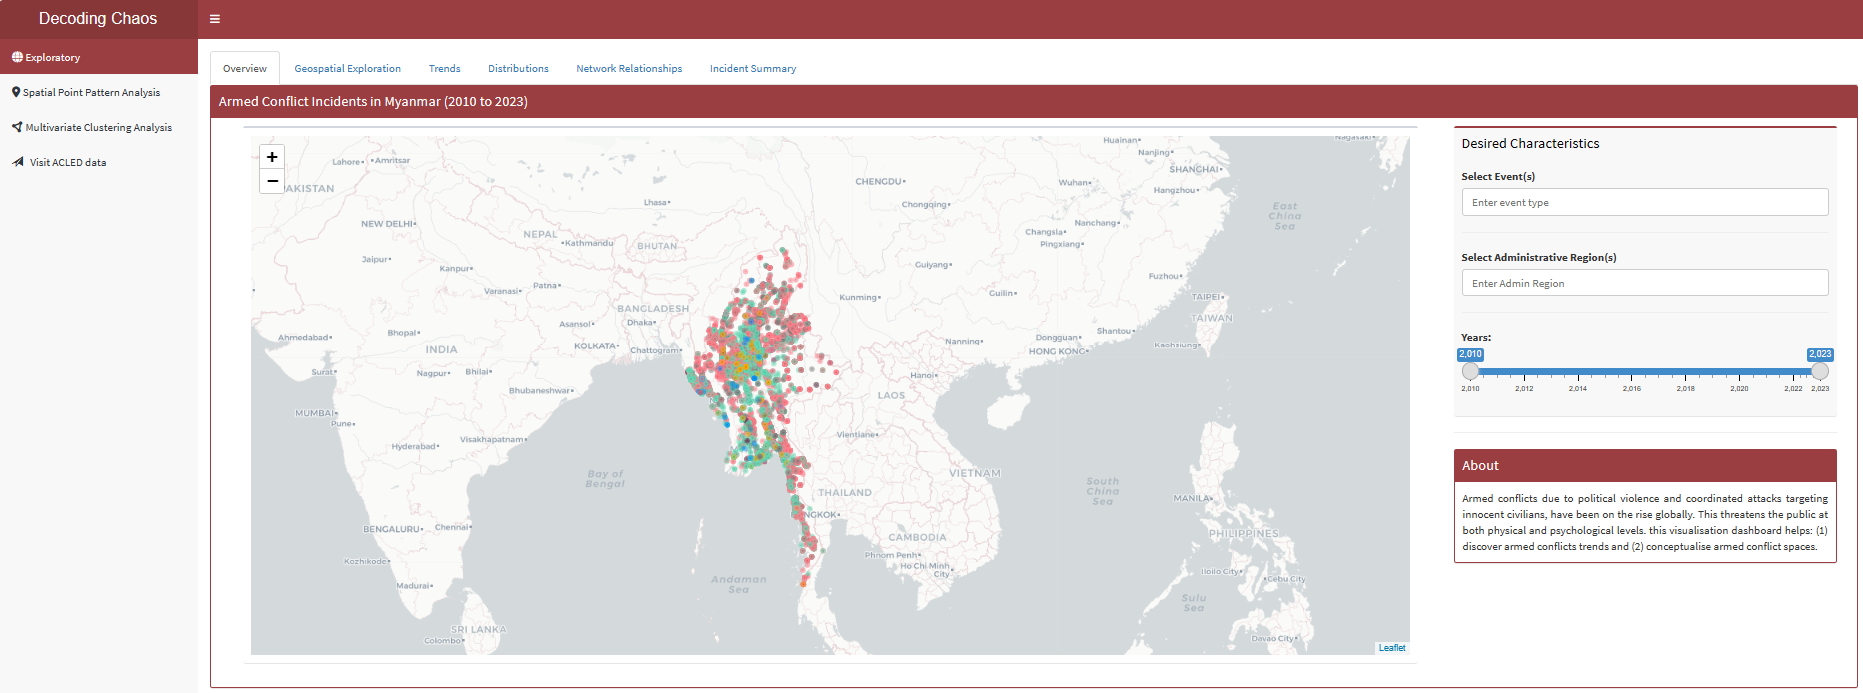 Decoding Chaos
Exploratory
Spatial Point Pattern Analysis
Multivariate Clustering Analysis
Visit ACLED data
Overview
Geospatial Exploration
Trends
Distributions
Network Relationships
Incident Summary
Armed Conflict Incidents in Myanmar (2010 to 2023)
+
−
Lahore
Amritsar
AKISTAN
NEW DELHI
Jaipur
Kanpur
NEPAL
Kathmandu
Lhasa
BHUTAN
Varanasi
Patna
BANGLADESH
Ahmedabad
Bhopal
Asansol
Dhaka
INDIA
KOLKATA
Chattogram
Surat
Nagpur
Bhilai
Bhubaneshwar
MUMBAI
Pune
Hyderabad
Visakhapatnam
Bay of
Bengal
BENGALURU
Chennai
Kozhikode
Madurai
SRI LANKA
Colombo
Andaman
Sea
CHENGDU
Chongqing
Huainan
Nanjing
Nagasaki
SHANGHAI
Wuhan
Hangzhou
East
China
Sea
Nanchang
Changsha
Pingxiang
Guiyang
Fuzhou
Kunming
Guilin
TAIPEI
TAIWAN
Shantou
Dongguan
Nanning
HONG KONG
Kaohsiung
Hanoi
LAOS
Vientiane
VIETNAM
THAILAND
NGKOK
CAMBODIA
Phnom Penh
Ho Chi Minh
City
South
China
Sea
MANILA
PHILIPPINES
Iloilo City
Cebu City
Sulu
Sea
Davao City
Leaflet
Desired Characteristics
Select Event(s)
Enter event type
Select Administrative Region(s)
Enter Admin Region
Years:
2,010
2,023
2,010 2,012 2,014 2,016 2,018 2,020 2,022 2,023
About
Armed conflicts due to political violence and coordinated attacks targeting
innocent civilians, have been on the rise globally. This threatens the public at
both physical and psychological levels. this visualisation dashboard helps: (1)
discover armed conflicts trends and (2) conceptualise armed conflict spaces.